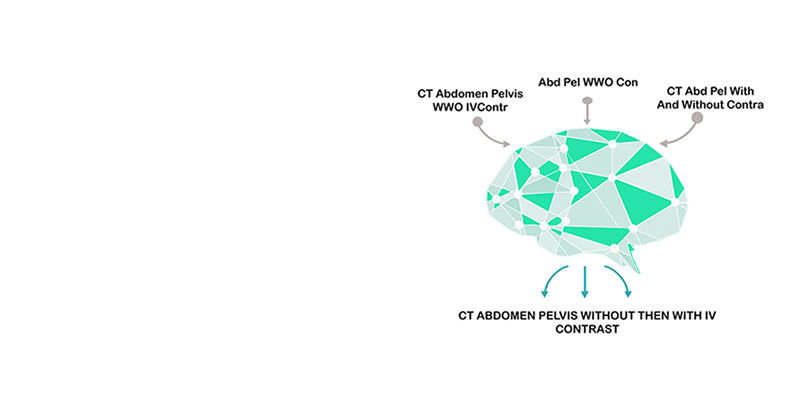 CT Abdomen Pelvis
WWO IVContr
Abd Pel WWO Con
CT Abd Pel With
And Without Contra
CT ABDOMEN PELVIS WITHOUT THEN WITH IV
CONTRAST